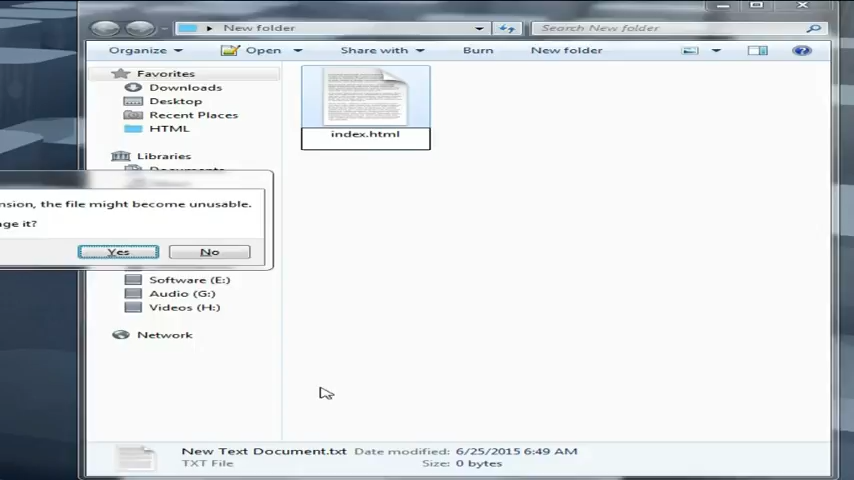 New folder
Search New folder
Organize
Open
Share with
Burn
New folder
Favorites
Downloads
Desktop
Recent Places
HTML
Libraries
index.html
nsion, the file might become unusable.
nge it?
Yes
No
Software (E:)
Audio (G:)
Videos (H:)
Network
New Text Document.txt Date modified: 6/25/2015 6:49 AM
TXT File Size: 0 bytes